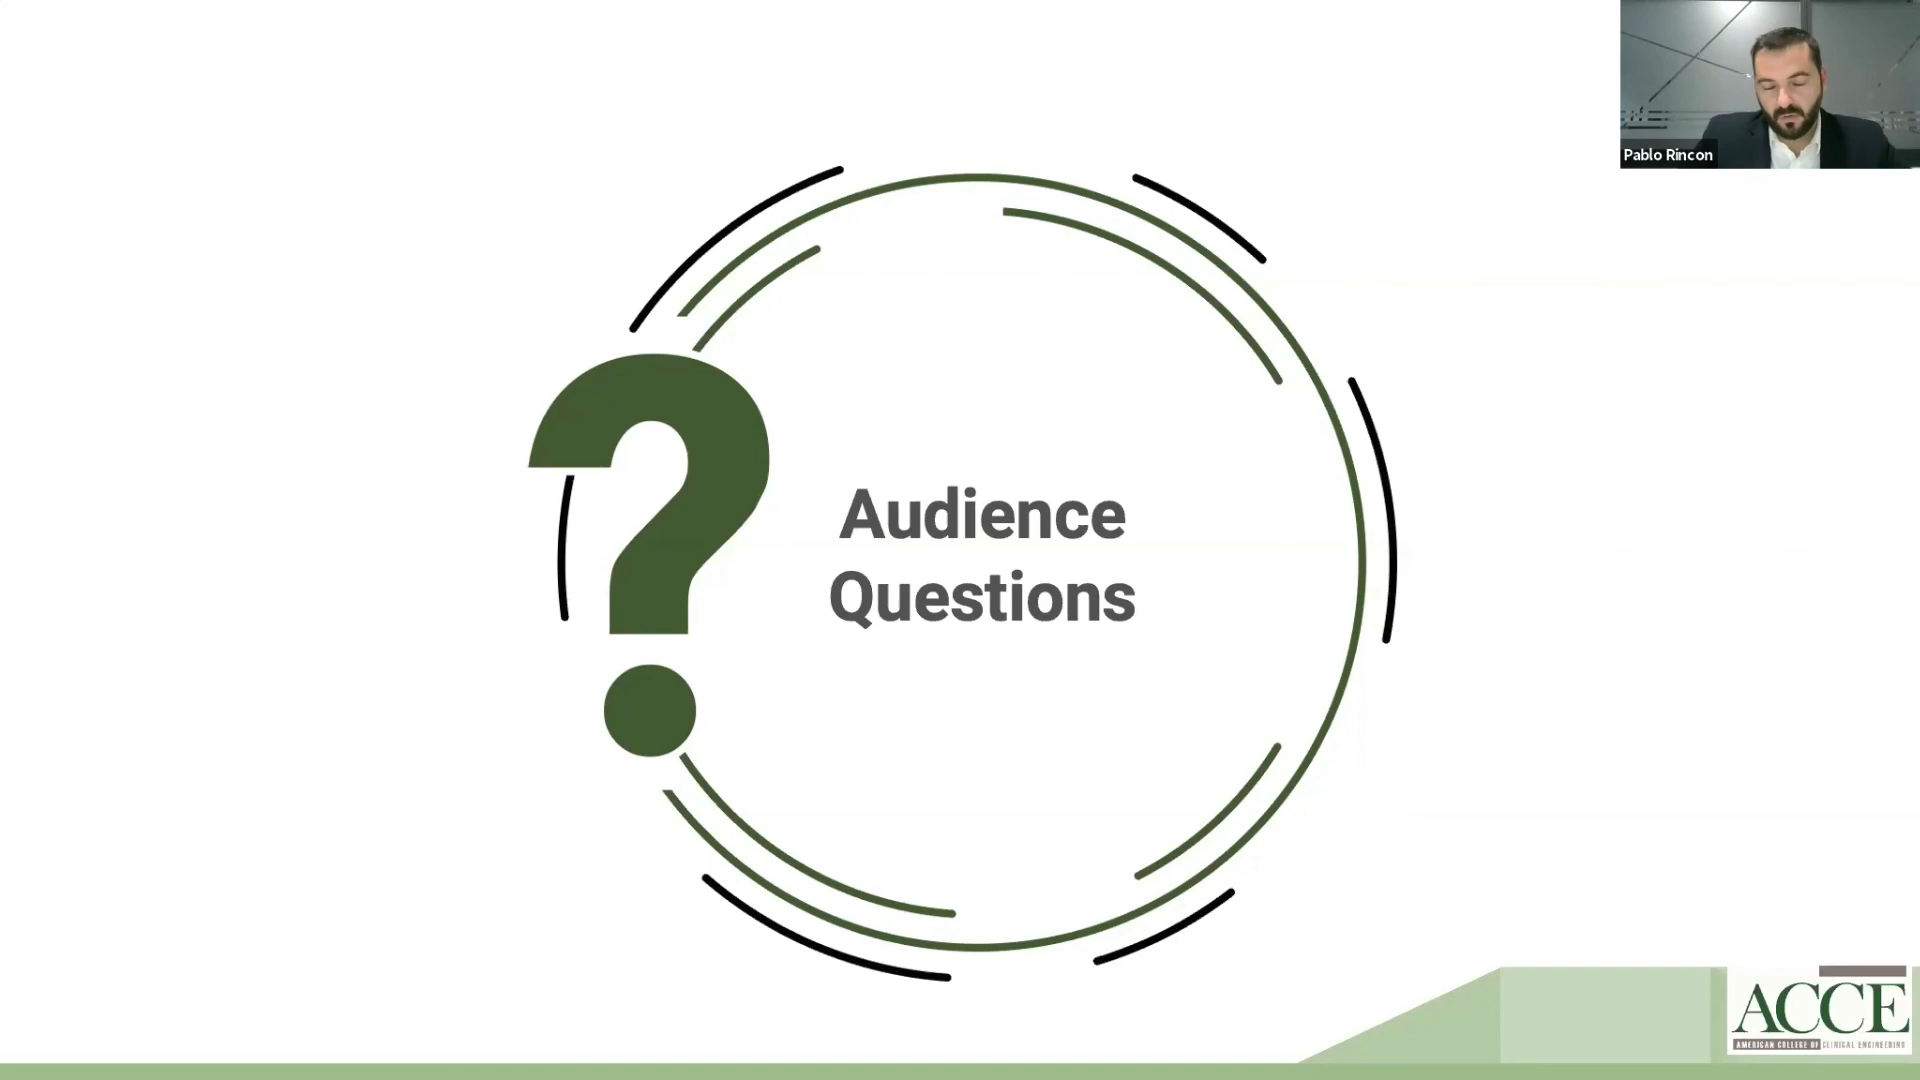 Pablo Rincon
Audience
Questions
ACCE
AMERICAN COLLEGE OF CLINICAL ENGINEERING